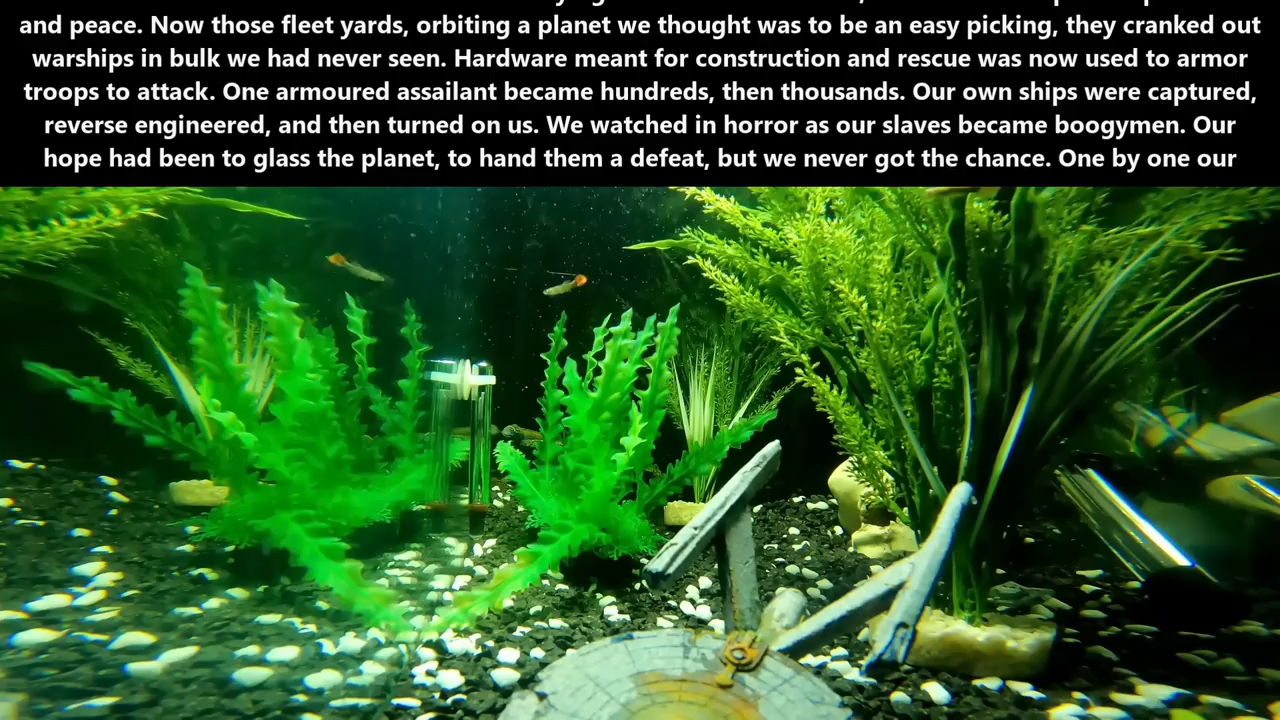 and peace. Now those fleet yards, orbiting a planet we thought was to be an easy picking, they cranked out
warships in bulk we had never seen. Hardware meant for construction and rescue was now used to armor
troops to attack. One armoured assailant became hundreds, then thousands. Our own ships were captured,
reverse engineered, and then turned on us. We watched in horror as our slaves became boogymen. Our
hope had been to glass the planet, to hand them a defeat, but we never got the chance. One by one our